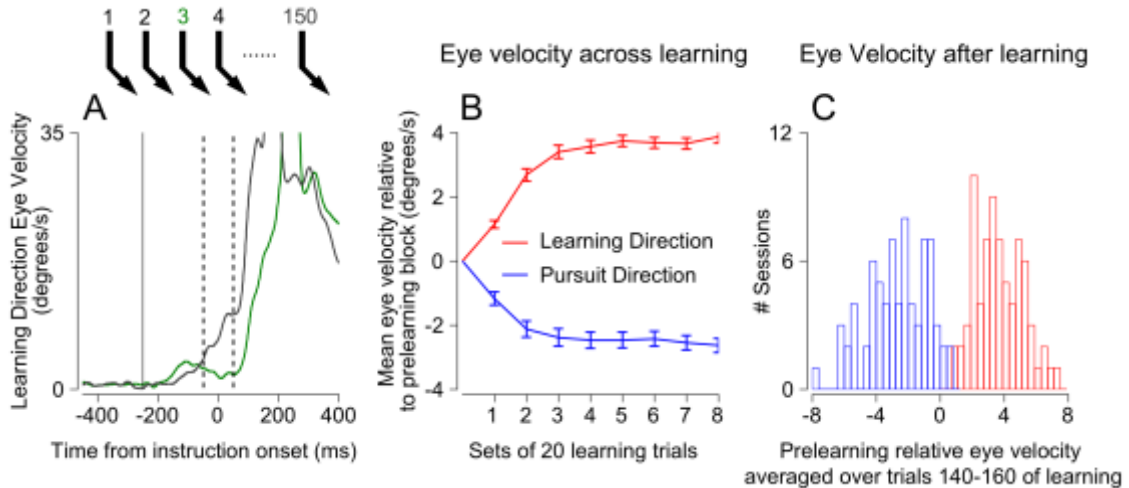 1 2 3 4 ...... 150
Eye velocity across learning
Eye Velocity after learning
A
Learning Direction Eye Velocity
(degrees/s)
35
0
-400 -200 0 200 400
Time from instruction onset (ms)
B
Mean eye velocity relative
to prelearning block (degrees/s)
4
2
0
-2
-4
Learning Direction
Pursuit Direction
1 2 3 4 5 6 7 8
Sets of 20 learning trials
C
# Sessions
12
6
0
-8 -4 0 4 8
Prelearning relative eye velocity
averaged over trials 140-160 of learning